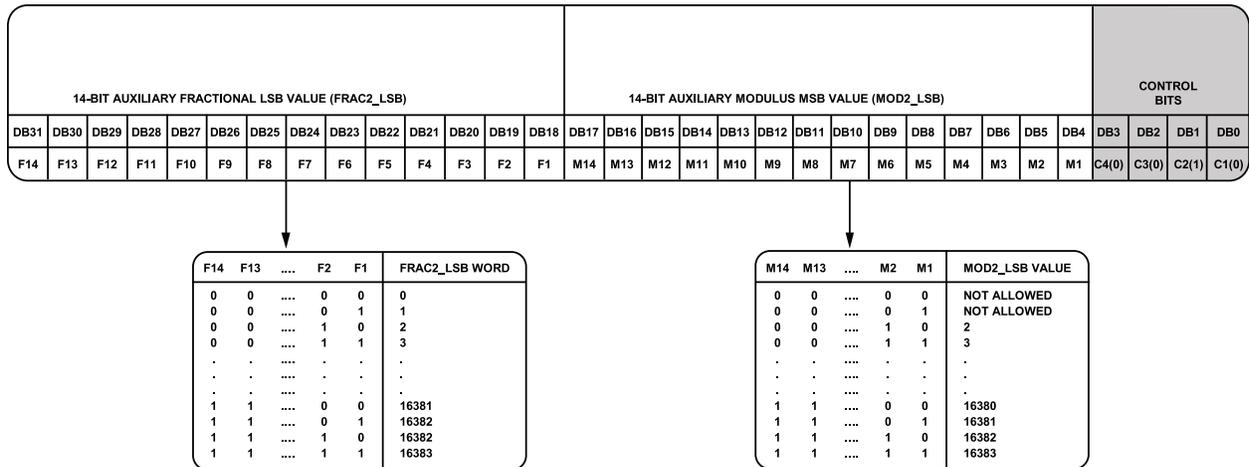 14-BIT AUXILIARY FRACTIONAL LSB VALUE (FRAC2_LSB) 14-BIT AUXILIARY MODULUS MSB VALUE (MOD2_LSB) CONTROL
BITS
DB31 DB30 DB29 DB28 DB27 DB26 DB25 DB24 DB23 DB22 DB21 DB20 DB19 DB18 DB17 DB16 DB15 DB14 DB13 DB12 DB11 DB10 DB9 DB8 DB7 DB6 DB5 DB4 DB3 DB2 DB1 DB0
F14 F13 F12 F11 F10 F9 F8 F7 F6 F5 F4 F3 F2 F1 M14 M13 M12 M11 M10 M9 M8 M7 M6 M5 M4 M3 M2 M1 C4(0) C3(0) C2(1) C1(0)
F14 F13 .... F2 F1 FRAC2_LSB WORD
0 0 .... 0 0 0
0 0 .... 0 1 1
0 0 .... 1 0 2
0 0 .... 1 1 3
. . .... . . .
. . .... . . .
. . .... . . .
1 1 .... 0 0 16381
1 1 .... 0 1 16382
1 1 .... 1 0 16382
1 1 .... 1 1 16383
M14 M13 .... M2 M1 MOD2_LSB VALUE
0 0 .... 0 0 NOT ALLOWED
0 0 .... 0 1 NOT ALLOWED
0 0 .... 1 0 2
0 0 .... 1 1 3
. . .... . . .
. . .... . . .
. . .... . . .
1 1 .... 0 0 16380
1 1 .... 0 1 16381
1 1 .... 1 0 16382
1 1 .... 1 1 16383